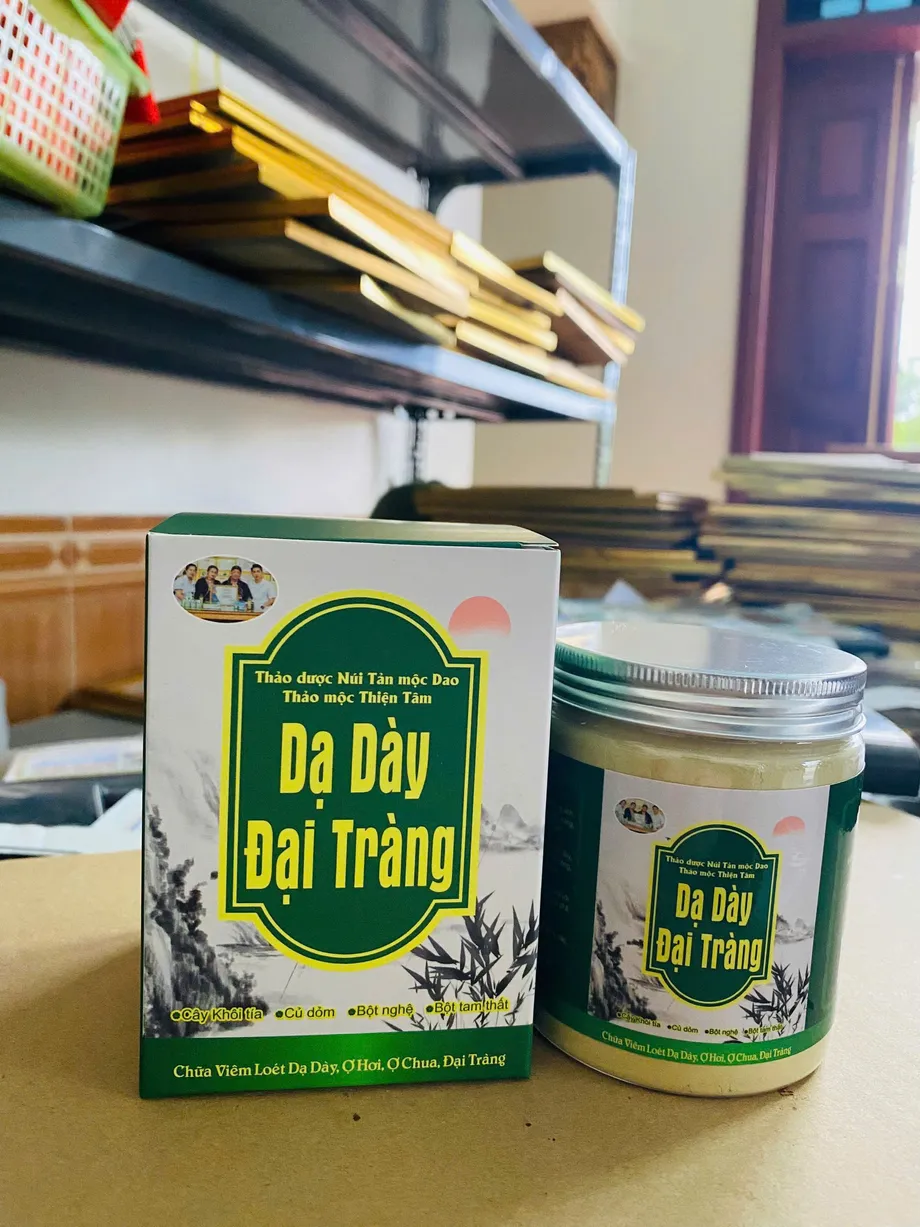 Thảo dược Núi Tản mộc Dao
Thảo mộc Thiện Tâm
Dạ Dày
Đại Tràng
•Cây Khôi tía •Củ dòm •Bột nghệ •Bột tam thất
Chữa Viêm Loét Dạ Dày, Ợ Hơi, Ợ Chua, Đại Tràng
Thảo dược Núi Tản mộc Dao
Thảo mộc Thiện Tâm
Dạ Dày
Đại Tràng
•Cây Khôi tía •Củ dòm •Bột nghệ •Bột tam thất
Chữa Viêm Loét Dạ Dày, Ợ Hơi, Ợ Chua, Đại Tràng